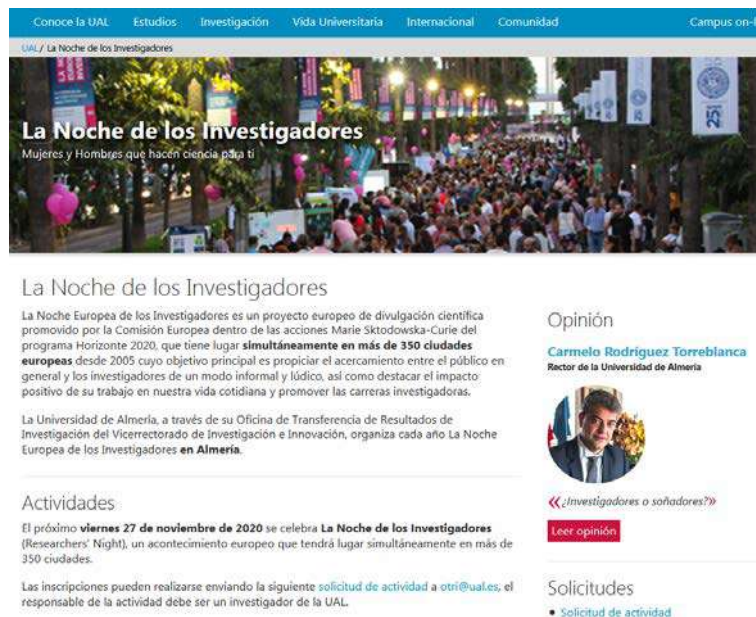 Conoce la UAL Estudios Investigación Vida Universitaria Internacional Comunidad Campus on-l
UAL / La Noche de los Investigadores
La Noche de los Investigadores
Mujeres y Hombres que hacen ciencia para ti
La Noche de los Investigadores
La Noche Europea de los Investigadores es un proyecto europeo de divulgación científica
promovido por la Comisión Europea dentro de las acciones Marie Sktodowska-Curie del
programa Horizonte 2020, que tiene lugar simultáneamente en más de 350 ciudades
europeas desde 2005 cuyo objetivo principal es propiciar el acercamiento entre el público en
general y los investigadores de un modo informal y lúdico, así como destacar el impacto
positivo de su trabajo en nuestra vida cotidiana y promover las carreras investigadoras.
La Universidad de Almería, a través de su Oficina de Transferencia de Resultados de
Investigación del Vicerrectorado de Investigación e Innovación, organiza cada año La Noche
Europea de los Investigadores en Almería.
Actividades
El próximo viernes 27 de noviembre de 2020 se celebra La Noche de los Investigadores
(Researchers' Night), un acontecimiento europeo que tendrá lugar simultáneamente en más de
350 ciudades.
Las inscripciones pueden realizarse enviando la siguiente solicitud de actividad a otri@ual.es, el
responsable de la actividad debe ser un investigador de la UAL.
Opinión
Carmelo Rodríguez Torreblanca
Rector de la Universidad de Almería
«¿Investigadores o soñadores?»
Leer opinión
Solicitudes
• Solicitud de actividad